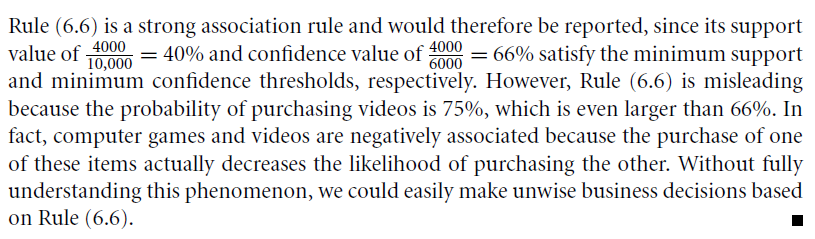 Rule (6.6) is a strong association rule and would therefore be reported, since its support
value of 4000/10,000 = 40% and confidence value of 4000/6000 = 66% satisfy the minimum support
and minimum confidence thresholds, respectively. However, Rule (6.6) is misleading
because the probability of purchasing videos is 75%, which is even larger than 66%. In
fact, computer games and videos are negatively associated because the purchase of one
of these items actually decreases the likelihood of purchasing the other. Without fully
understanding this phenomenon, we could easily make unwise business decisions based
on Rule (6.6). ■